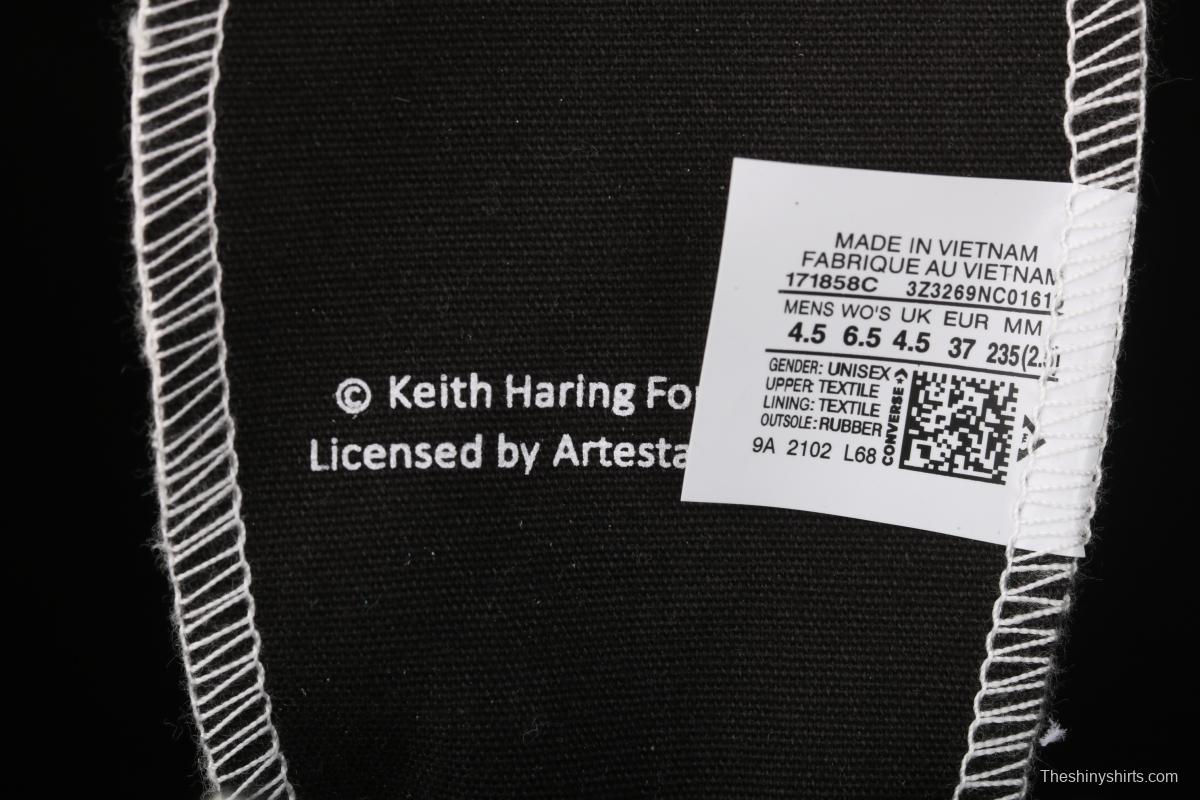 © Keith Haring
Licensed by
MADE IN VIETNAM
FABRIQUE AU VIETNAM
171858C 3Z3269NC0161
MENS WO'S UK EUR MM
4.5 6.5 4.5 37 235(2.5
GENDER: UNISEX
UPPER: TEXTILE
LINING: TEXTILE
OUTSOLE: RUBBER
9A 2102 L68
CONVERSE
Theshinyshirts.com